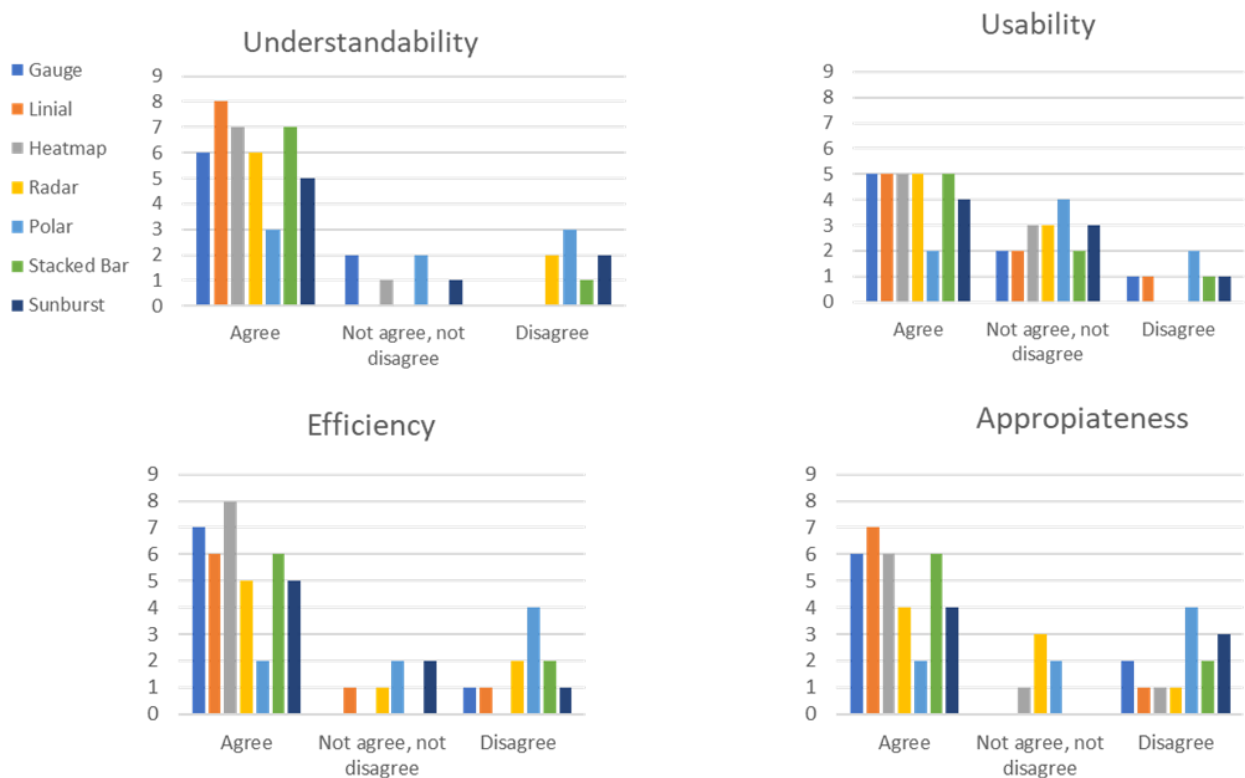 Understandability
Gauge
Linial
Heatmap
Radar
Polar
Stacked Bar
Sunburst
9
8
7
6
5
4
3
2
1
0
Agree
Not agree, not
disagree
Disagree
Usability
9
8
7
6
5
4
3
2
1
0
Agree
Not agree, not
disagree
Disagree
Efficiency
9
8
7
6
5
4
3
2
1
0
Agree
Not agree, not
disagree
Disagree
Appropiateness
9
8
7
6
5
4
3
2
1
0
Agree
Not agree, not
disagree
Disagree